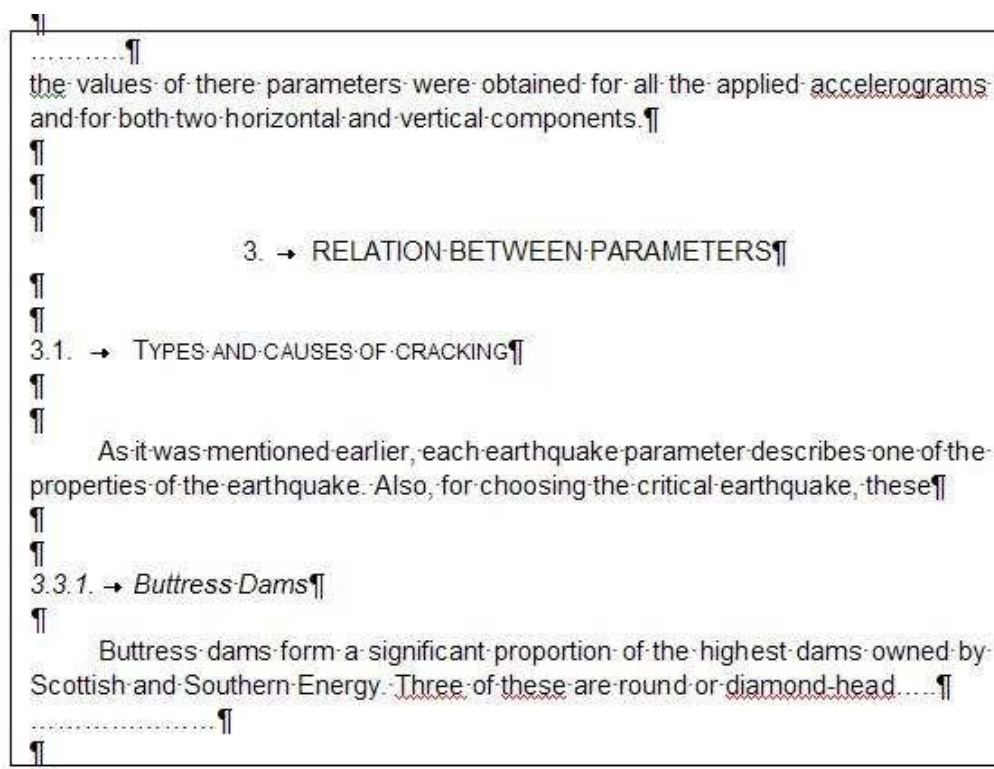 ¶
………..¶
the values of there parameters were obtained for all the applied accelerograms
and for both two horizontal and vertical components.¶
¶
¶
¶
3. → RELATION BETWEEN PARAMETERS¶
¶
¶
3.1. → TYPES AND CAUSES OF CRACKING¶
¶
¶
As it was mentioned earlier, each earthquake parameter describes one of the
properties of the earthquake. Also, for choosing the critical earthquake, these¶
¶
¶
3.3.1. → Buttress Dams¶
¶
Buttress dams form a significant proportion of the highest dams owned by
Scottish and Southern Energy. Three of these are round or diamond-head…..¶
…………………¶
¶